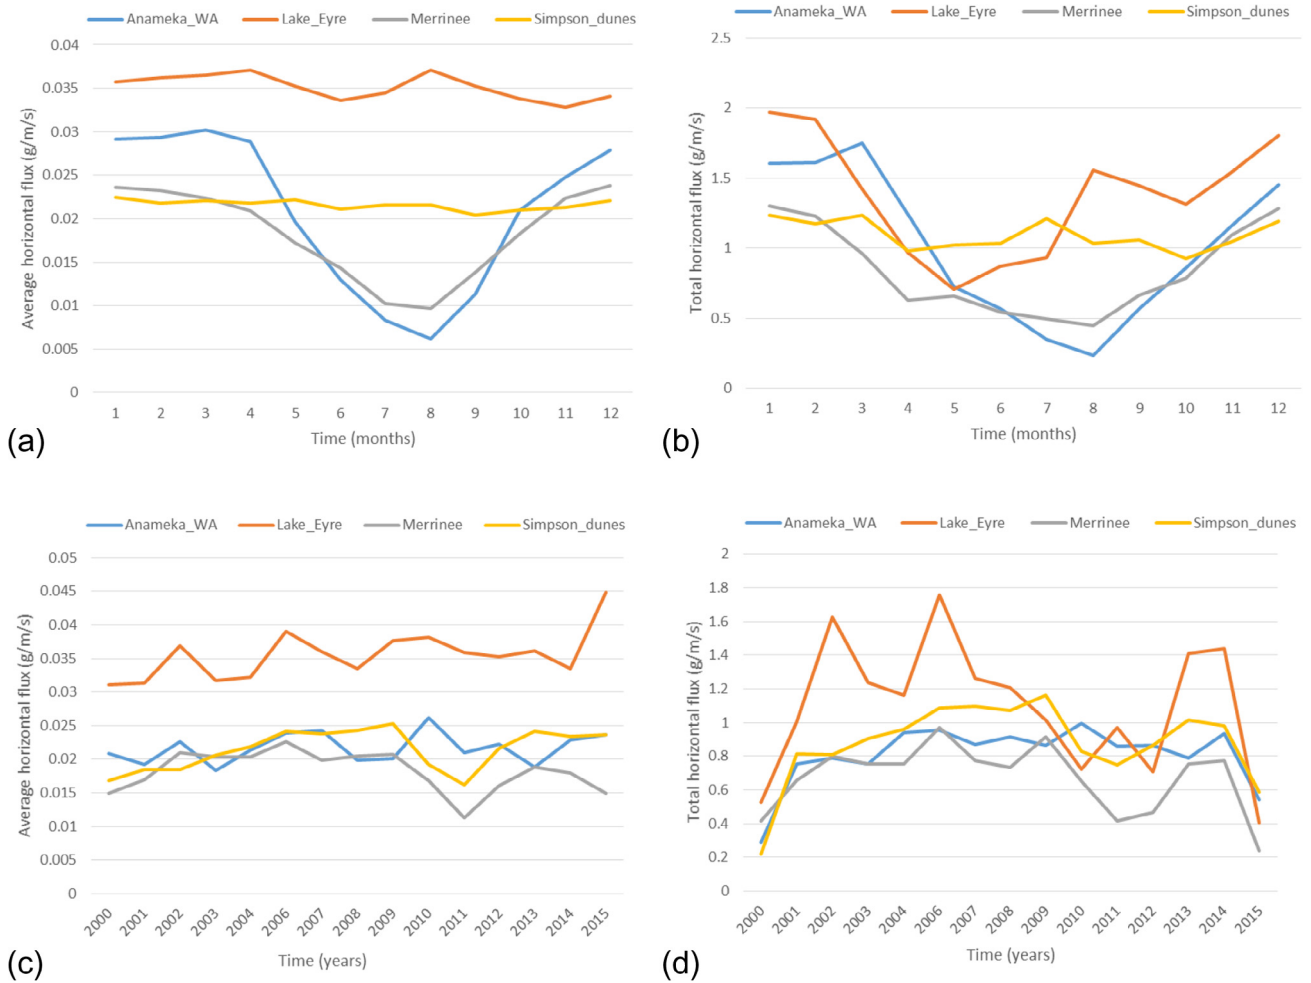 Anameka_WA Lake_Eyre Merrinee Simpson_dunes
0.04
0.035
0.03
0.025
0.02
0.015
0.01
0.005
0
Average horizontal flux (g/m/s)
1 2 3 4 5 6 7 8 9 10 11 12
Time (months)
(a)
Anameka_WA Lake_Eyre Merrinee Simpson_dunes
2.5
2
1.5
1
0.5
0
Total horizontal flux (g/m/s)
1 2 3 4 5 6 7 8 9 10 11 12
Time (months)
(b)
Anameka_WA Lake_Eyre Merrinee Simpson_dunes
0.05
0.045
0.04
0.035
0.03
0.025
0.02
0.015
0.01
0.005
0
Average horizontal flux (g/m/s)
2000 2001 2002 2003 2004 2006 2007 2008 2009 2010 2011 2012 2013 2014 2015
Time (years)
(c)
Anameka_WA Lake_Eyre Merrinee Simpson_dunes
2
1.8
1.6
1.4
1.2
1
0.8
0.6
0.4
0.2
0
Total horizontal flux (g/m/s)
2000 2001 2002 2003 2004 2006 2007 2008 2009 2010 2011 2012 2013 2014 2015
Time (years)
(d)